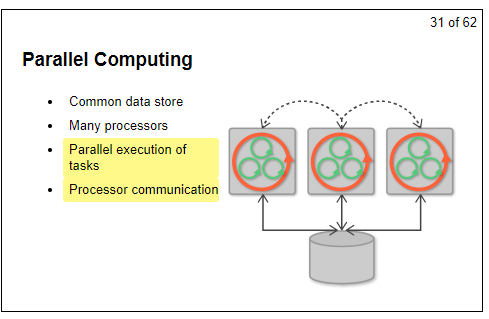 31 of 62
Parallel Computing
• Common data store
• Many processors
• Parallel execution of
tasks
• Processor communication